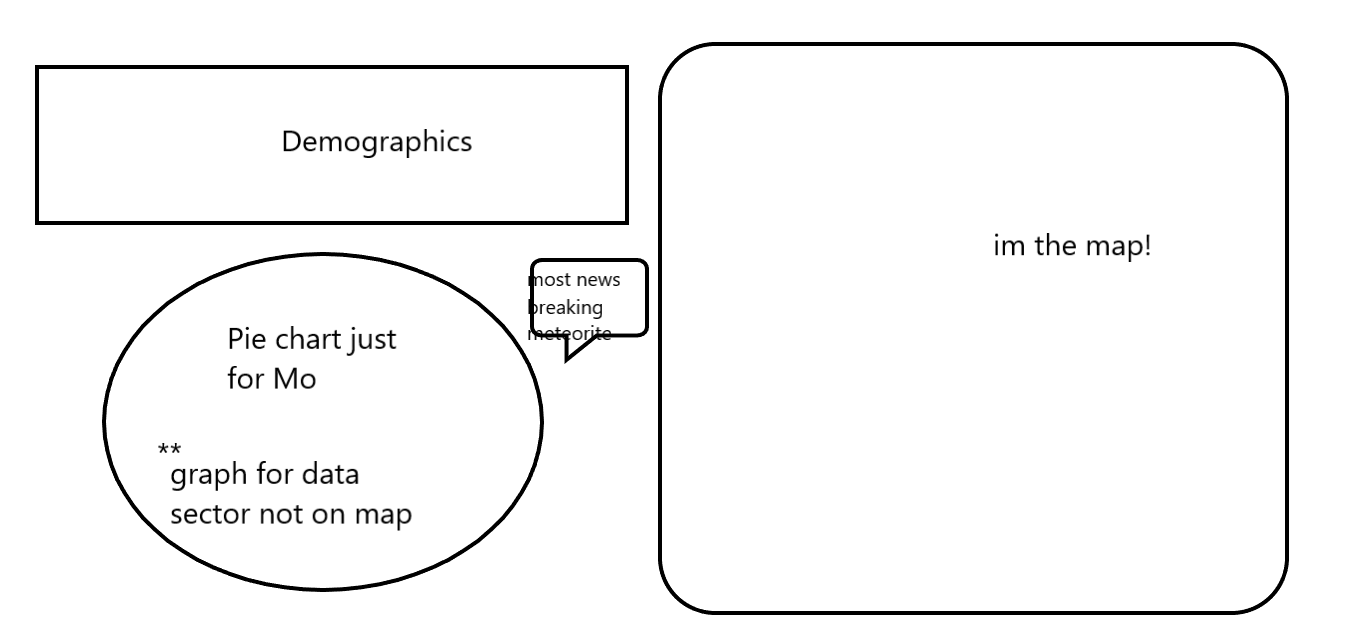 Demographics
im the map!
most news
breaking
meteorite
Pie chart just
for Mo
**
graph for data
sector not on map